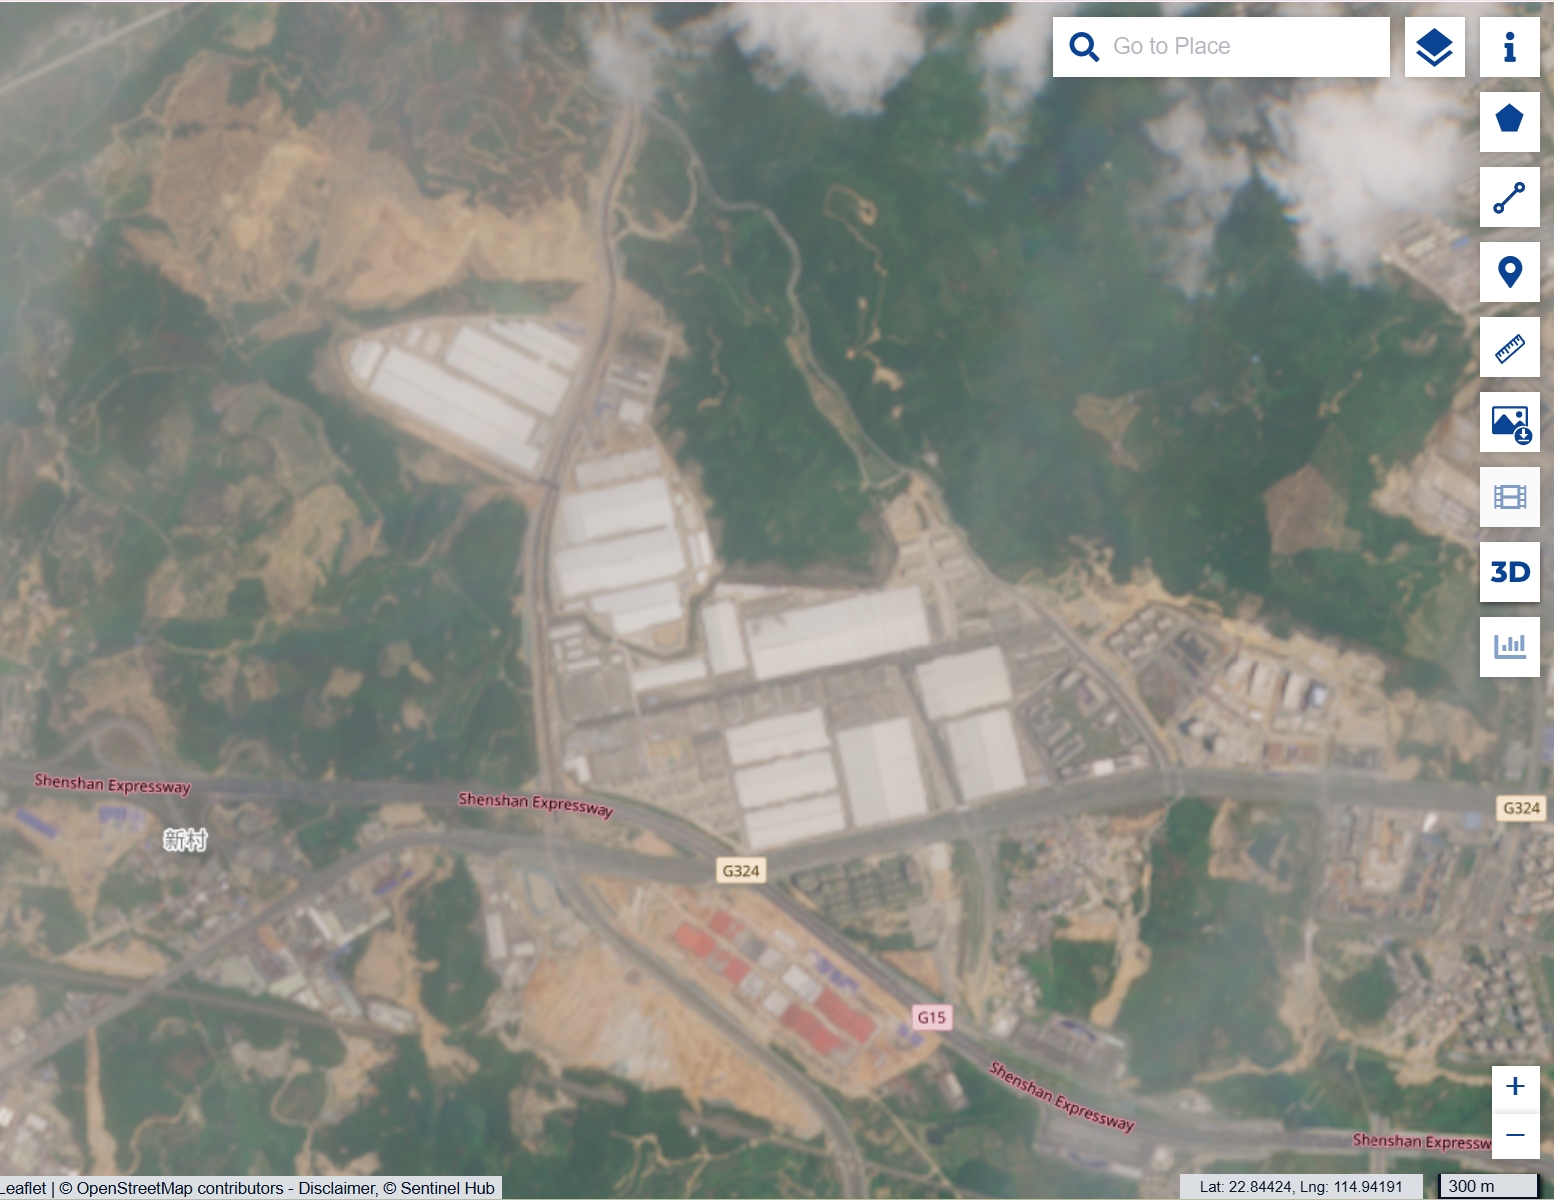 Go to Place
3D
Shenshan Expressway
Shenshan Expressway
G324
新村
G324
G15
Shenshan Expressway
Shenshan Expressw
Leaflet | © OpenStreetMap contributors - Disclaimer, © Sentinel Hub
Lat: 22.84424, Lng: 114.94191
300 m